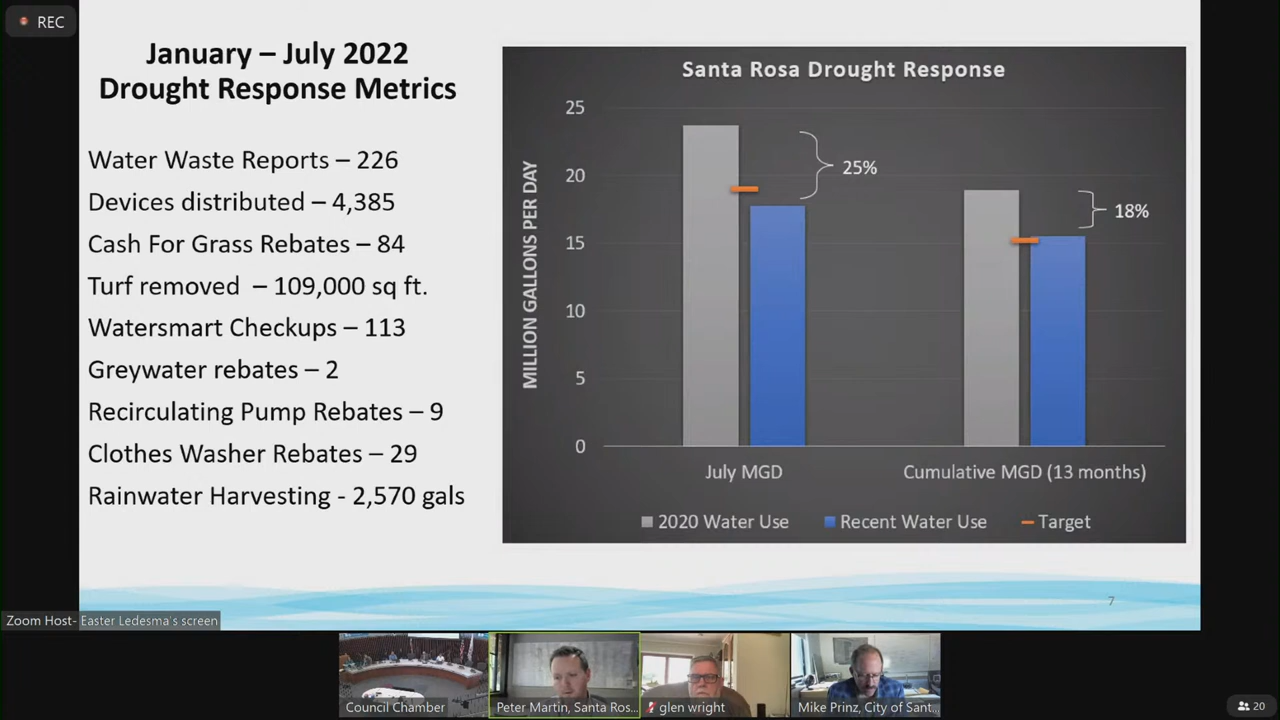 REC
January – July 2022
Drought Response Metrics
Water Waste Reports – 226
Devices distributed – 4,385
Cash For Grass Rebates – 84
Turf removed – 109,000 sq ft.
Watersmart Checkups – 113
Greywater rebates – 2
Recirculating Pump Rebates – 9
Clothes Washer Rebates – 29
Rainwater Harvesting - 2,570 gals
Santa Rosa Drought Response
MILLION GALLONS PER DAY
25
20
15
10
5
0
25%
18%
July MGD
Cumulative MGD (13 months)
2020 Water Use
Recent Water Use
Target
7
Zoom Host- Easter Ledesma's screen
Council Chamber
Peter Martin, Santa Ros...
glen wright
Mike Prinz, City of Sant...
20